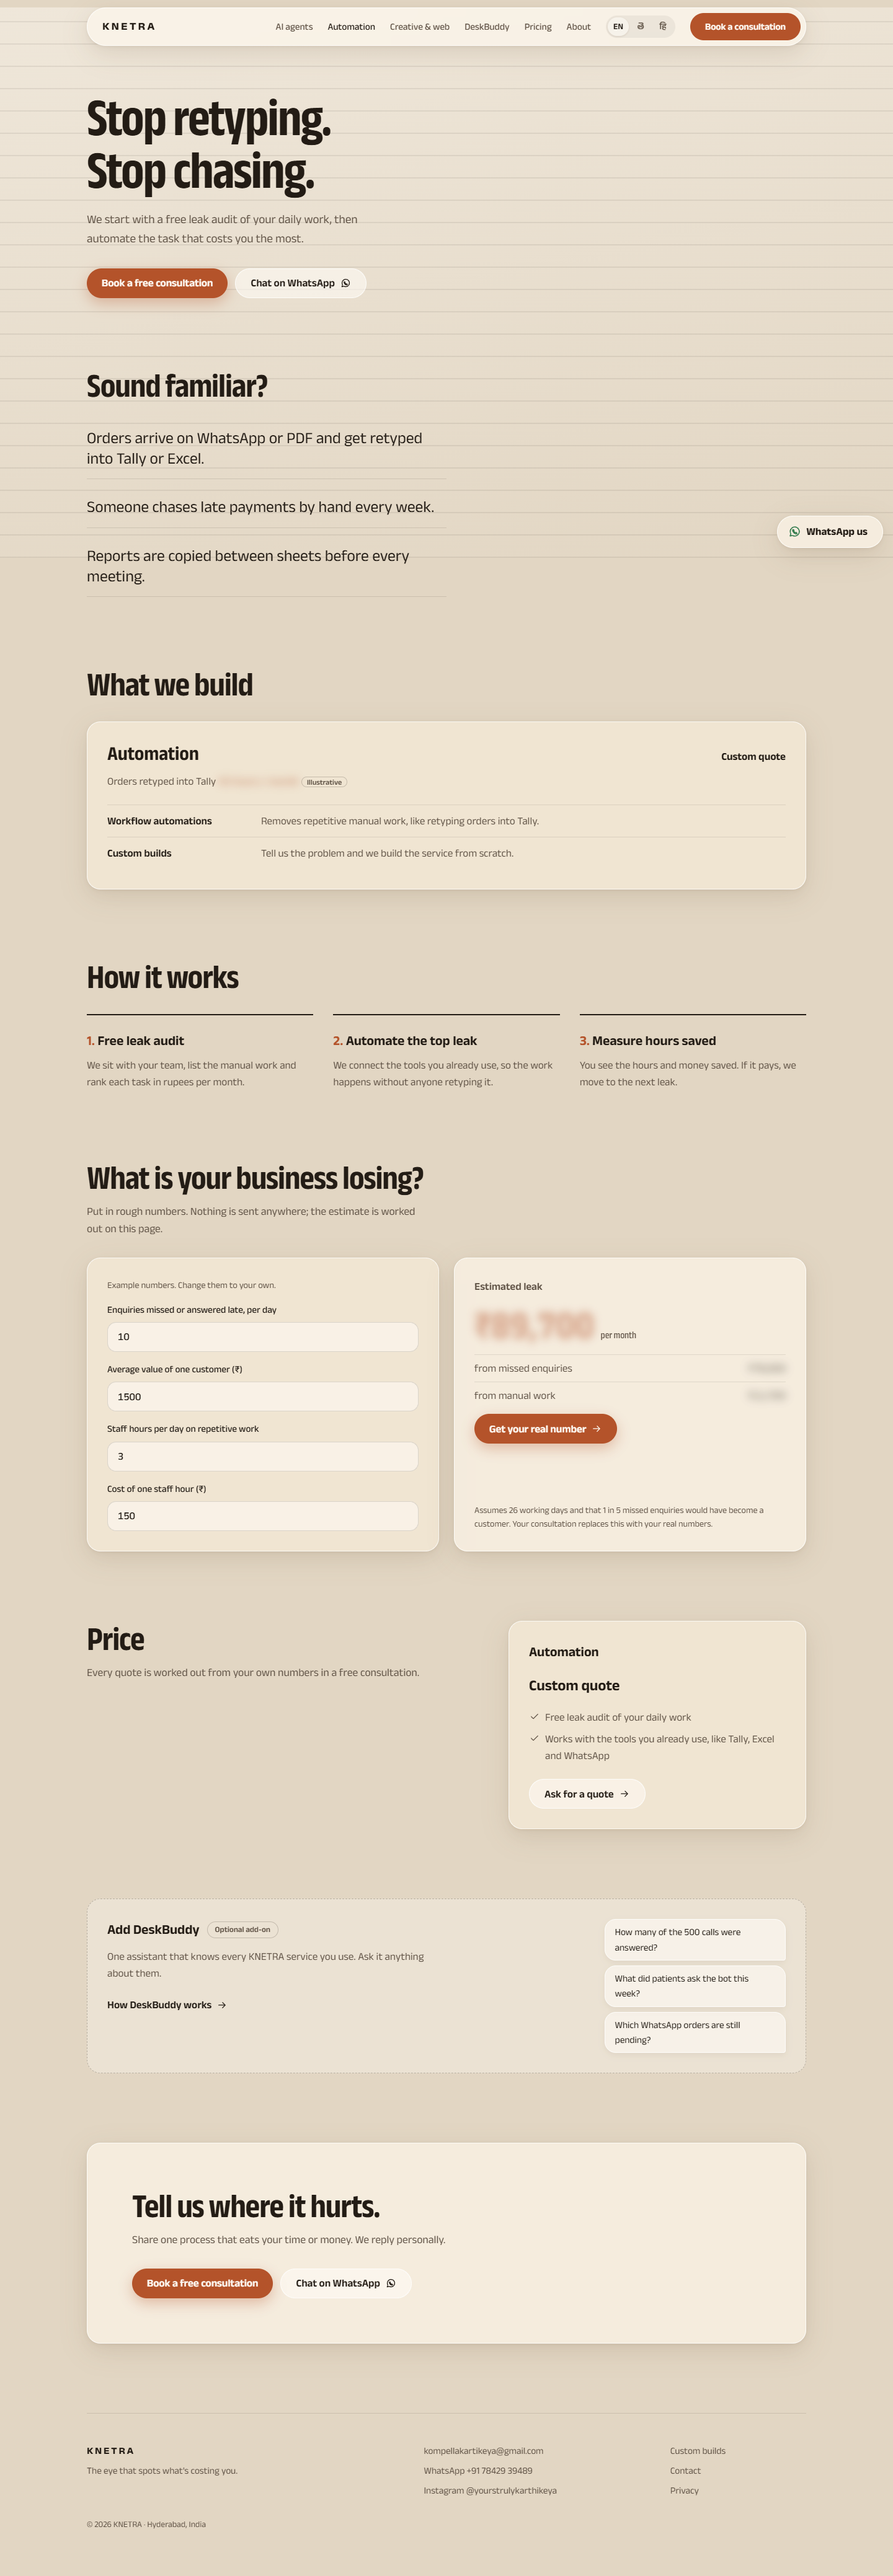 KNETRA
AI agents
Automation
Creative & web
DeskBuddy
Pricing
About
EN
తె
हि
Book a consultation
Stop retyping.
Stop chasing.
We start with a free leak audit of your daily work, then
automate the task that costs you the most.
Book a free consultation
Chat on WhatsApp
Sound familiar?
Orders arrive on WhatsApp or PDF and get retyped
into Tally or Excel.
Someone chases late payments by hand every week.
WhatsApp us
Reports are copied between sheets before every
meeting.
What we build
Automation
Custom quote
Orders retyped into Tally
Illustrative
Workflow automations
Removes repetitive manual work, like retyping orders into Tally.
Custom builds
Tell us the problem and we build the service from scratch.
How it works
1. Free leak audit
We sit with your team, list the manual work and
rank each task in rupees per month.
2. Automate the top leak
We connect the tools you already use, so the work
happens without anyone retyping it.
3. Measure hours saved
You see the hours and money saved. If it pays, we
move to the next leak.
What is your business losing?
Put in rough numbers. Nothing is sent anywhere; the estimate is worked
out on this page.
Example numbers. Change them to your own.
Enquiries missed or answered late, per day
10
Average value of one customer (₹)
1500
Staff hours per day on repetitive work
3
Cost of one staff hour (₹)
150
Estimated leak
₹89,700 per month
from missed enquiries
from manual work
Get your real number
Assumes 26 working days and that 1 in 5 missed enquiries would have become a
customer. Your consultation replaces this with your real numbers.
Price
Every quote is worked out from your own numbers in a free consultation.
Automation
Custom quote
Free leak audit of your daily work
Works with the tools you already use, like Tally, Excel
and WhatsApp
Ask for a quote
Add DeskBuddy
Optional add-on
One assistant that knows every KNETRA service you use. Ask it anything
about them.
How DeskBuddy works
How many of the 500 calls were
answered?
What did patients ask the bot this
week?
Which WhatsApp orders are still
pending?
Tell us where it hurts.
Share one process that eats your time or money. We reply personally.
Book a free consultation
Chat on WhatsApp
KNETRA
The eye that spots what's costing you.
kompellakartikeya@gmail.com
WhatsApp +91 78429 39489
Instagram @yourstrulykarthikeya
Custom builds
Contact
Privacy
© 2026 KNETRA · Hyderabad, India